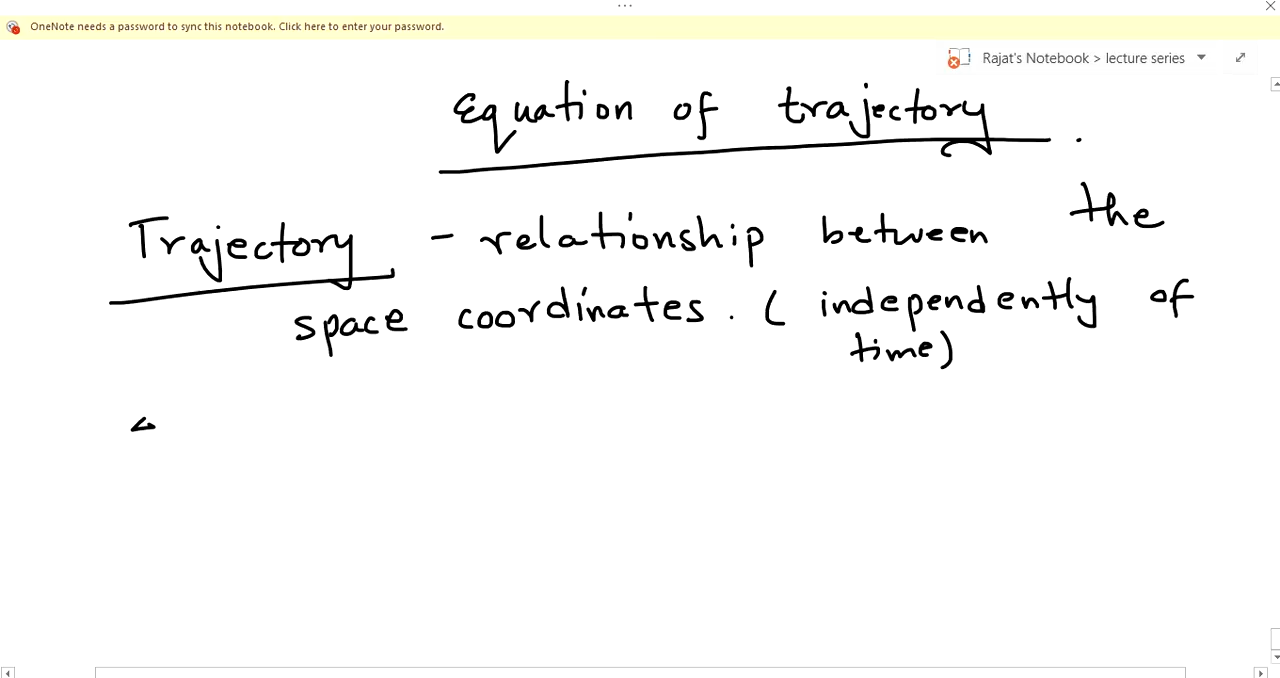 OneNote needs a password to sync this notebook. Click here to enter your password.
Rajat's Notebook > lecture series
Equation of trajectory.
Trajectory - relationship between the
space coordinates. (independently of
time)